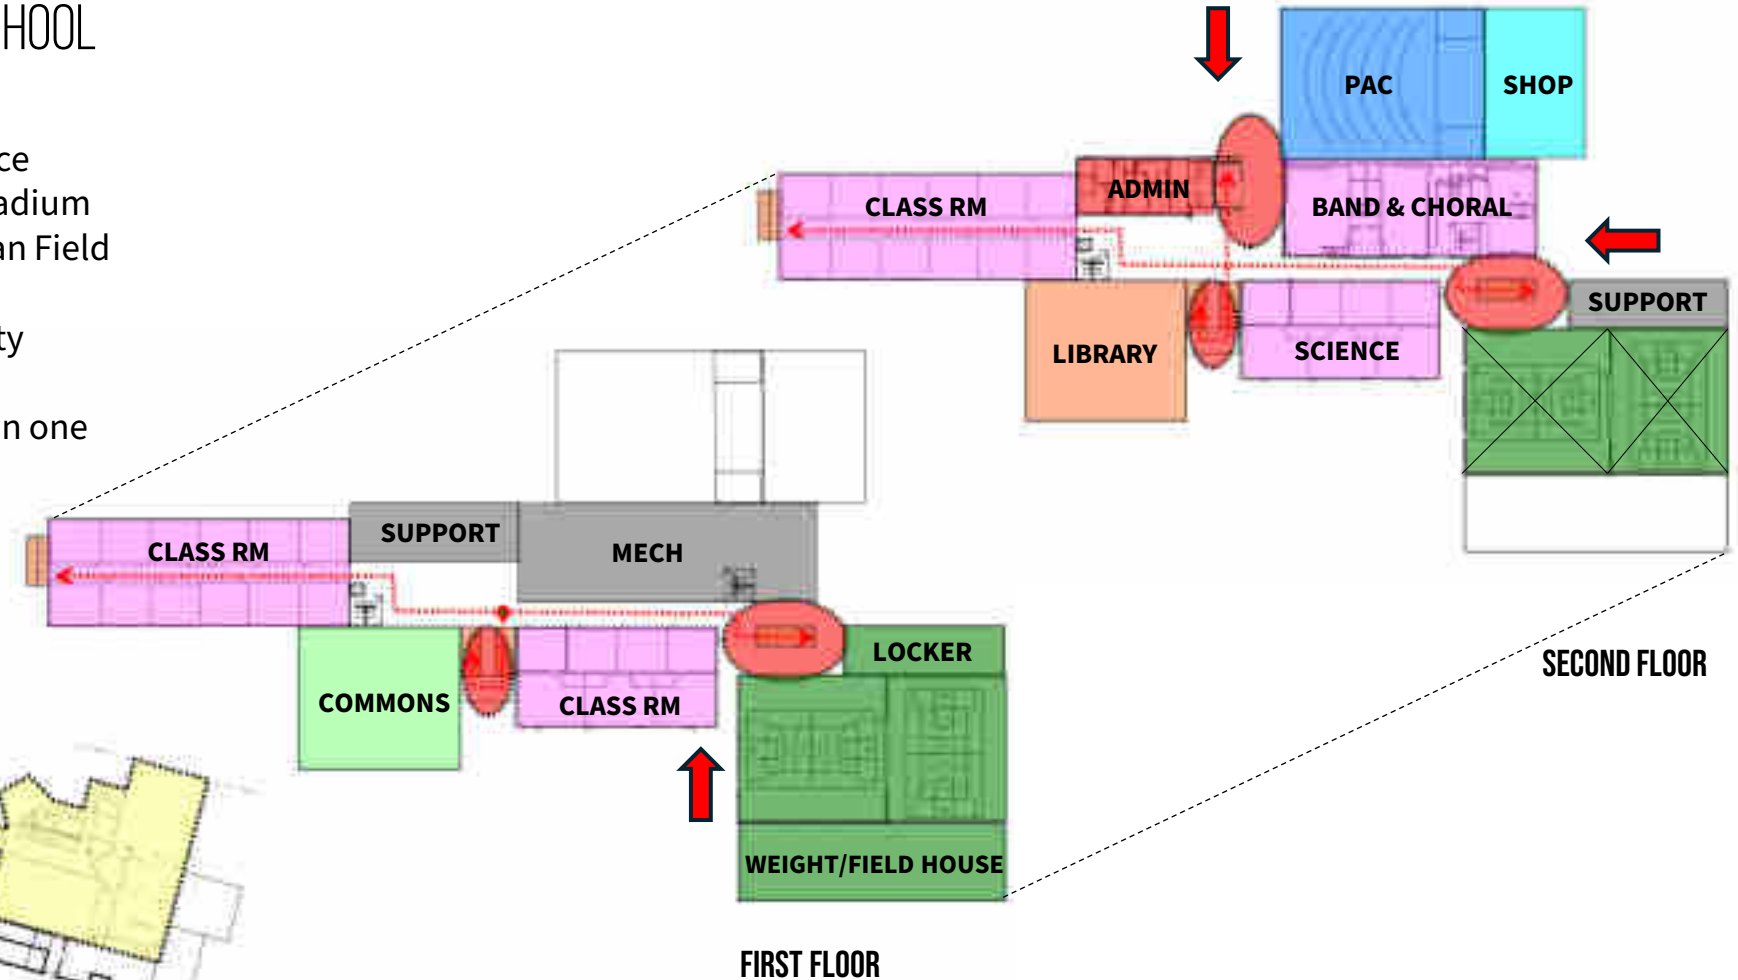 HOOL
ce
adium
an Field
ty
n one
PAC
SHOP
ADMIN
CLASS RM
BAND & CHORAL
SUPPORT
LIBRARY
SCIENCE
SECOND FLOOR
SUPPORT
CLASS RM
MECH
LOCKER
COMMONS
CLASS RM
WEIGHT/FIELD HOUSE
FIRST FLOOR